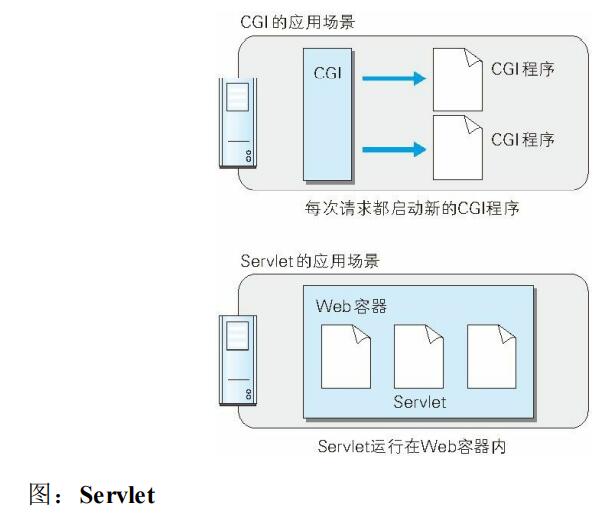 CGI的应用场景
CGI
CGI程序
CGI程序
每次请求都启动新的CGI程序
Servlet的应用场景
Web容器
Servlet
Servlet运行在Web容器内
图：Servlet